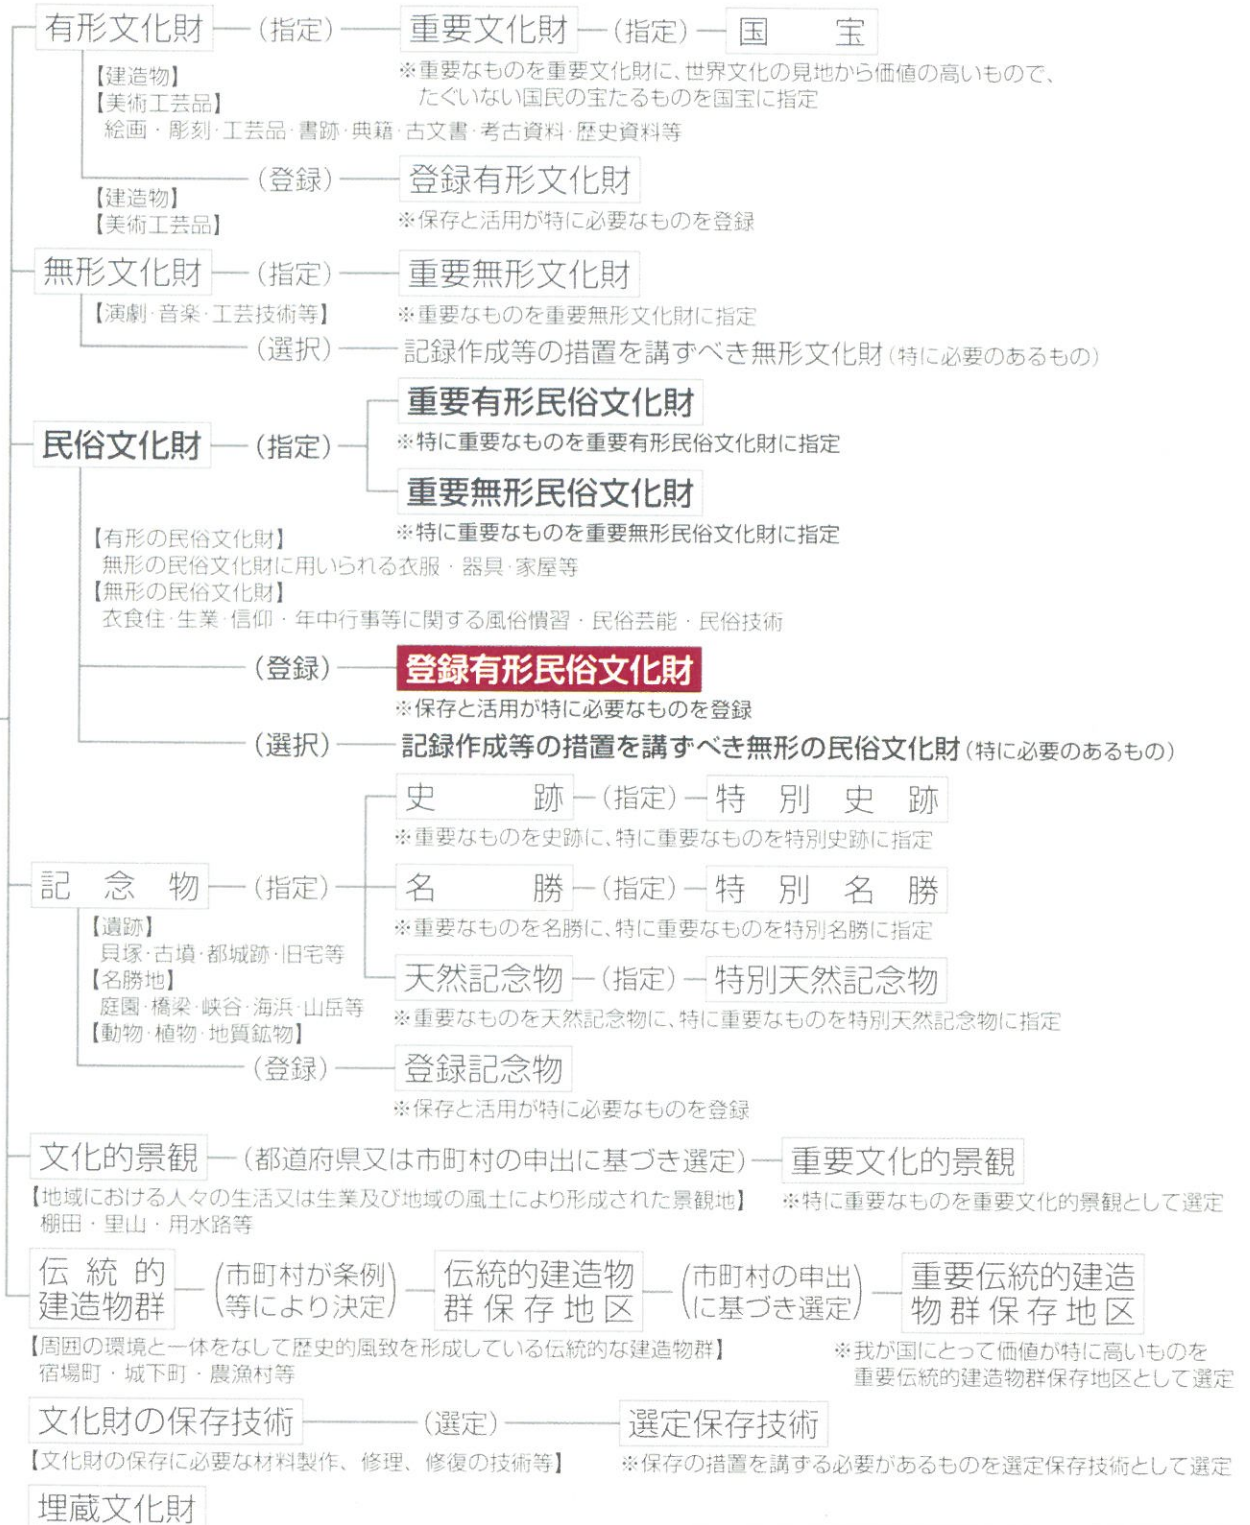 有形文化財 (指定) 重要文化財 (指定) 国宝
【建造物】
【美術工芸品】
絵画・彫刻・工芸品・書跡・典籍・古文書・考古資料・歴史資料等
※重要なものを重要文化財に、世界文化の見地から価値の高いもので、
たぐいない国民の宝たるものを国宝に指定
(登録) 登録有形文化財
【建造物】
【美術工芸品】
※保存と活用が特に必要なものを登録
無形文化財 (指定) 重要無形文化財
【演劇・音楽・工芸技術等】
※重要なものを重要無形文化財に指定
(選択) 記録作成等の措置を講ずべき無形文化財(特に必要のあるもの)
民俗文化財 (指定) 重要有形民俗文化財
※特に重要なものを重要有形民俗文化財に指定
重要無形民俗文化財
※特に重要なものを重要無形民俗文化財に指定
【有形の民俗文化財】
無形の民俗文化財に用いられる衣服・器具・家屋等
【無形の民俗文化財】
衣食住・生業・信仰・年中行事等に関する風俗慣習・民俗芸能・民俗技術
(登録) 登録有形民俗文化財
※保存と活用が特に必要なものを登録
(選択) 記録作成等の措置を講ずべき無形の民俗文化財(特に必要のあるもの)
記念物 (指定) 史跡 (指定) 特別史跡
※重要なものを史跡に、特に重要なものを特別史跡に指定
名勝 (指定) 特別名勝
※重要なものを名勝に、特に重要なものを特別名勝に指定
天然記念物 (指定) 特別天然記念物
※重要なものを天然記念物に、特に重要なものを特別天然記念物に指定
【遺跡】
貝塚・古墳・都城跡・旧宅等
【名勝地】
庭園・橋梁・峡谷・海浜・山岳等
【動物・植物・地質鉱物】
(登録) 登録記念物
※保存と活用が特に必要なものを登録
文化的景観 (都道府県又は市町村の申出に基づき選定) 重要文化的景観
【地域における人々の生活又は生業及び地域の風土により形成された景観地】
棚田・里山・用水路等
※特に重要なものを重要文化的景観として選定
伝統的
建造物群
(市町村が条例
等により決定)
伝統的建造物
群保存地区
(市町村の申出
に基づき選定)
重要伝統的建造
物群保存地区
【周囲の環境と一体をなして歴史的風致を形成している伝統的な建造物群】
宿場町・城下町・農漁村等
※我が国にとって価値が特に高いものを
重要伝統的建造物群保存地区として選定
文化財の保存技術 (選定) 選定保存技術
【文化財の保存に必要な材料製作、修理、修復の技術等】
※保存の措置を講ずる必要があるものを選定保存技術として選定
埋蔵文化財